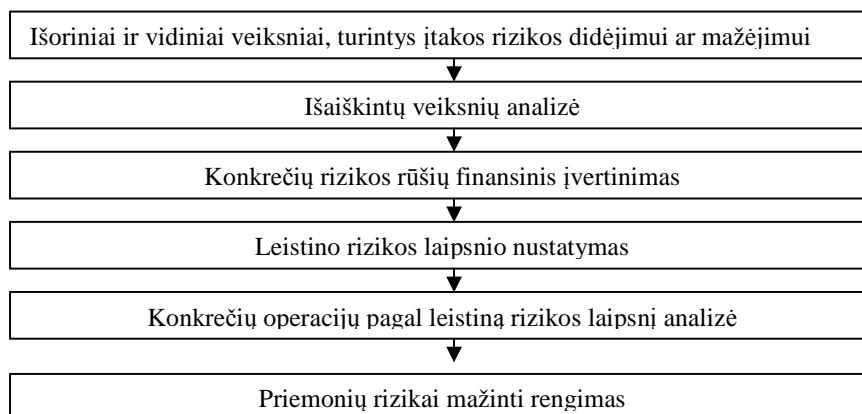 Išoriniai ir vidiniai veiksniai, turintys įtakos rizikos didėjimui ar mažėjimui
Išaiškintų veiksnių analizė
Konkrečių rizikos rūšių finansinis įvertinimas
Leistino rizikos laipsnio nustatymas
Konkrečių operacijų pagal leistiną rizikos laipsnį analizė
Priemonių rizikai mažinti rengimas